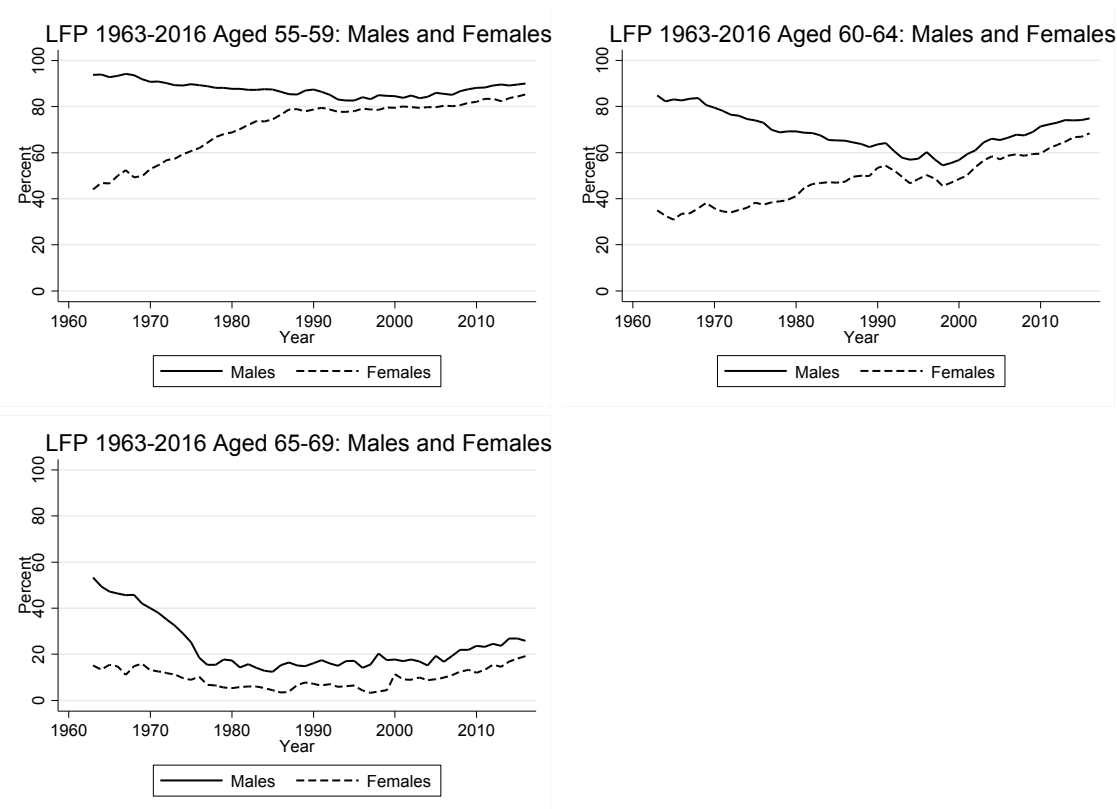 LFP 1963-2016 Aged 55-59: Males and Females
100
80
60
40
20
0
Percent
1960 1970 1980 1990 2000 2010
Year
Males Females
LFP 1963-2016 Aged 60-64: Males and Females
100
80
60
40
20
0
Percent
1960 1970 1980 1990 2000 2010
Year
Males Females
LFP 1963-2016 Aged 65-69: Males and Females
100
80
60
40
20
0
Percent
1960 1970 1980 1990 2000 2010
Year
Males Females